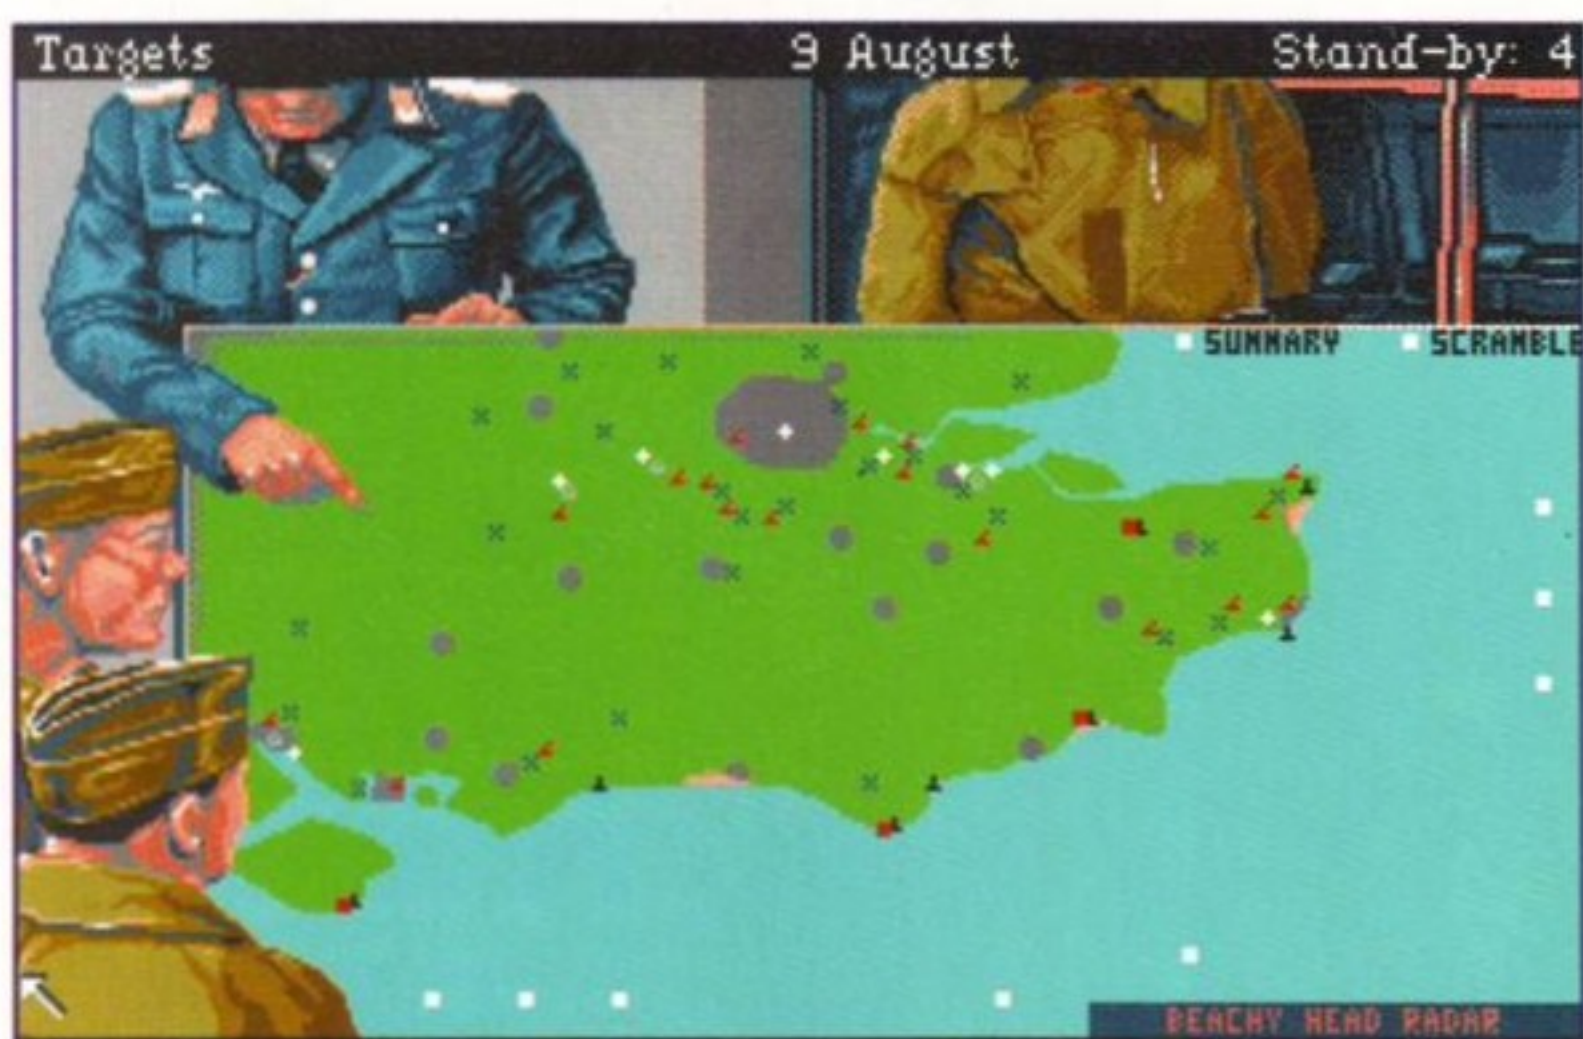 Targets
9 August
Stand-by: 4
SUMMARY
SCRAMBLE
BEACHY HEAD RADAR